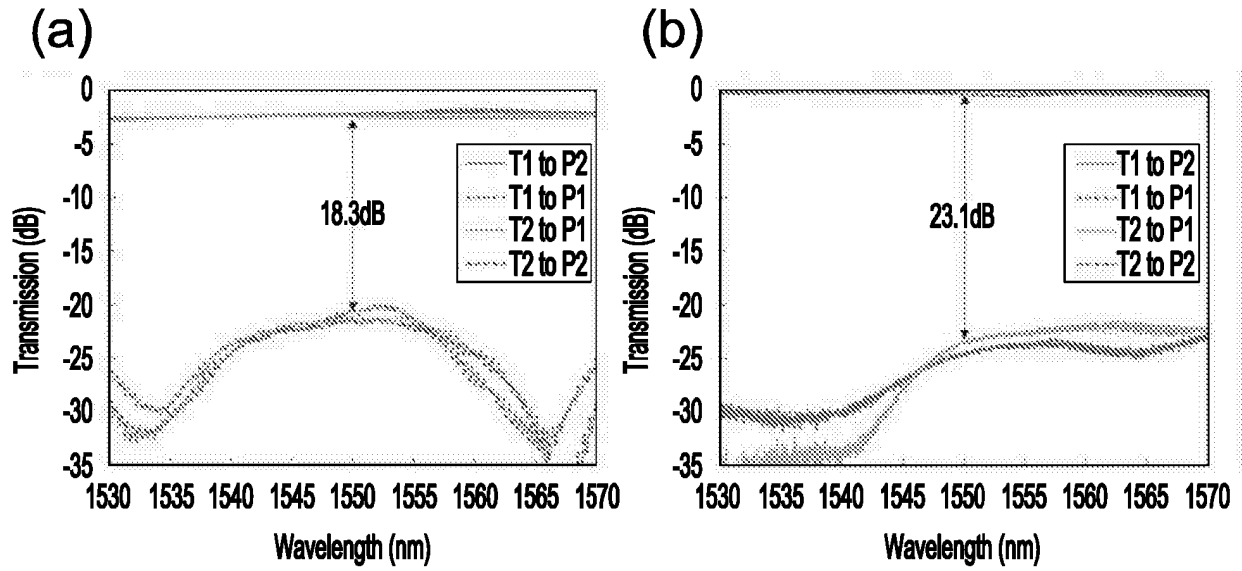 (a)
0
-5
-10
-15
-20
-25
-30
-35
Transmission (dB)
T1 to P2
T1 to P1
T2 to P1
T2 to P2
18.3dB
1530 1535 1540 1545 1550 1555 1560 1565 1570
Wavelength (nm)
(b)
0
-5
-10
-15
-20
-25
-30
-35
Transmission (dB)
T1 to P2
T1 to P1
T2 to P1
T2 to P2
23.1dB
1530 1535 1540 1545 1550 1555 1560 1565 1570
Wavelength (nm)